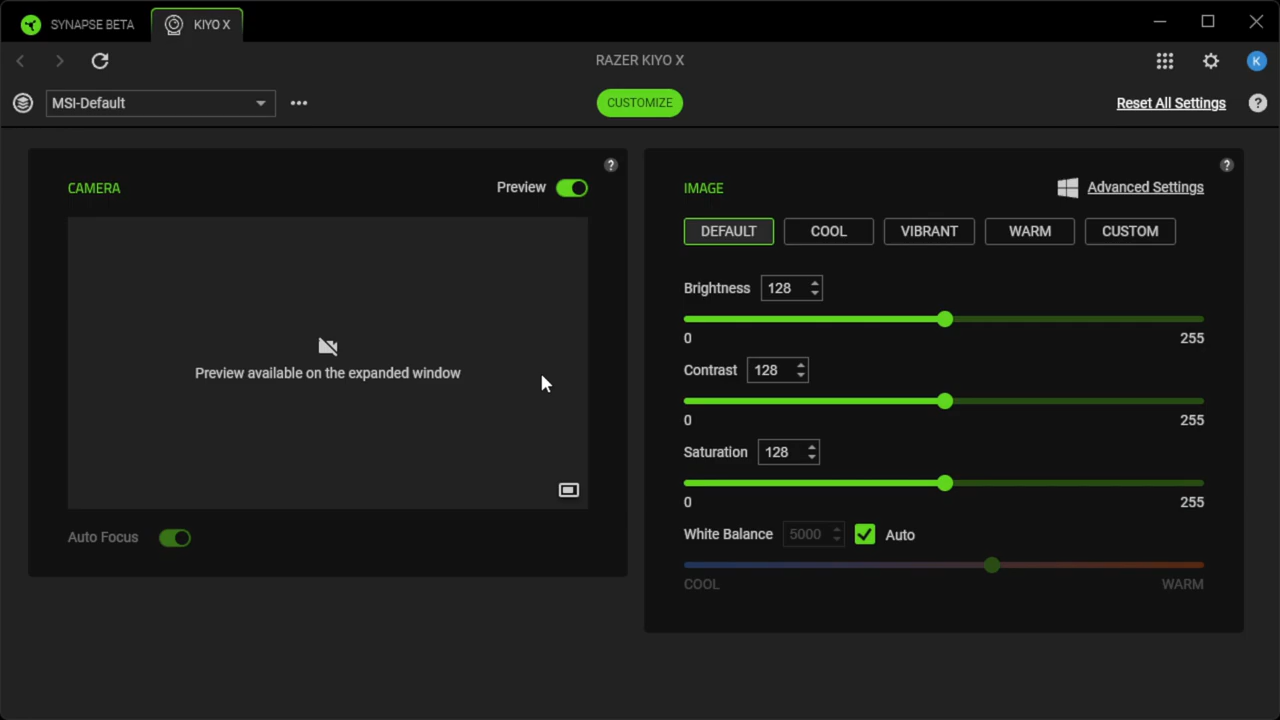 SYNAPSE BETA
KIYO X
RAZER KIYO X
K
MSI-Default
CUSTOMIZE
Reset All Settings
?
?
CAMERA
Preview
Preview available on the expanded window
Auto Focus
?
IMAGE
Advanced Settings
DEFAULT COOL VIBRANT WARM CUSTOM
Brightness 128
0 255
Contrast 128
0 255
Saturation 128
0 255
White Balance 5000 Auto
COOL WARM